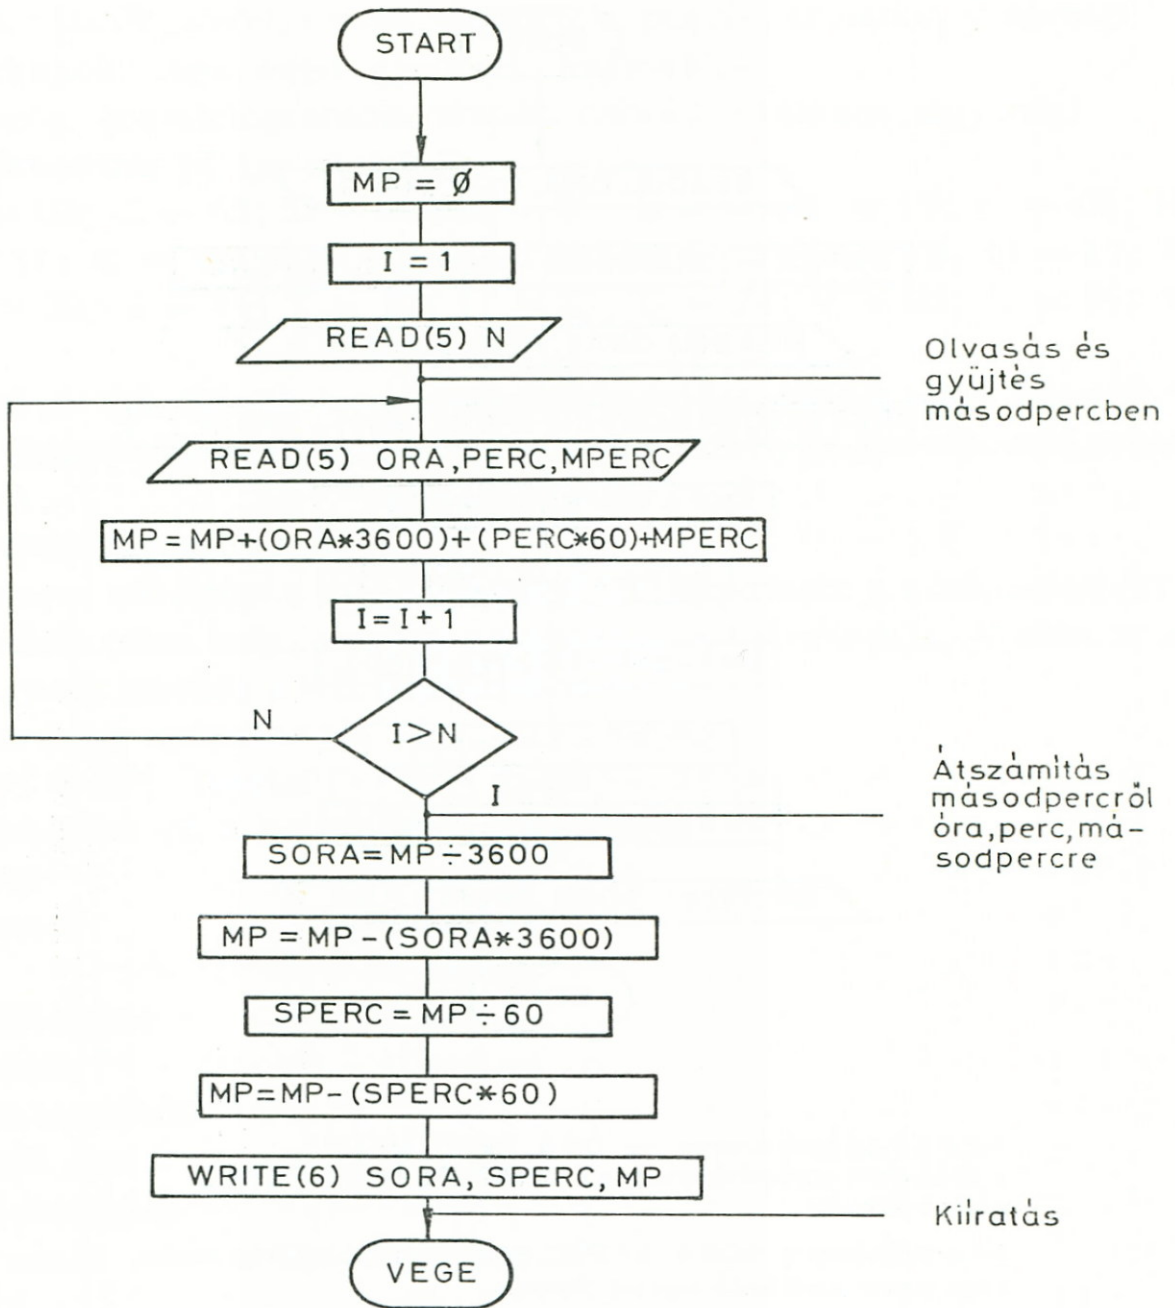 START
MP = Ø
I = 1
READ(5) N
Olvasás és
gyüjtés
másodpercben
READ(5) ORA,PERC,MPERC
MP = MP+(ORA*3600)+(PERC*60)+MPERC
I = I + 1
I > N
N
I
Átszámítás
másodpercről
óra,perc,má-
sodpercre
SORA=MP÷3600
MP = MP-(SORA*3600)
SPERC = MP÷60
MP=MP-(SPERC*60)
WRITE(6) SORA, SPERC, MP
Kiíratás
VEGE